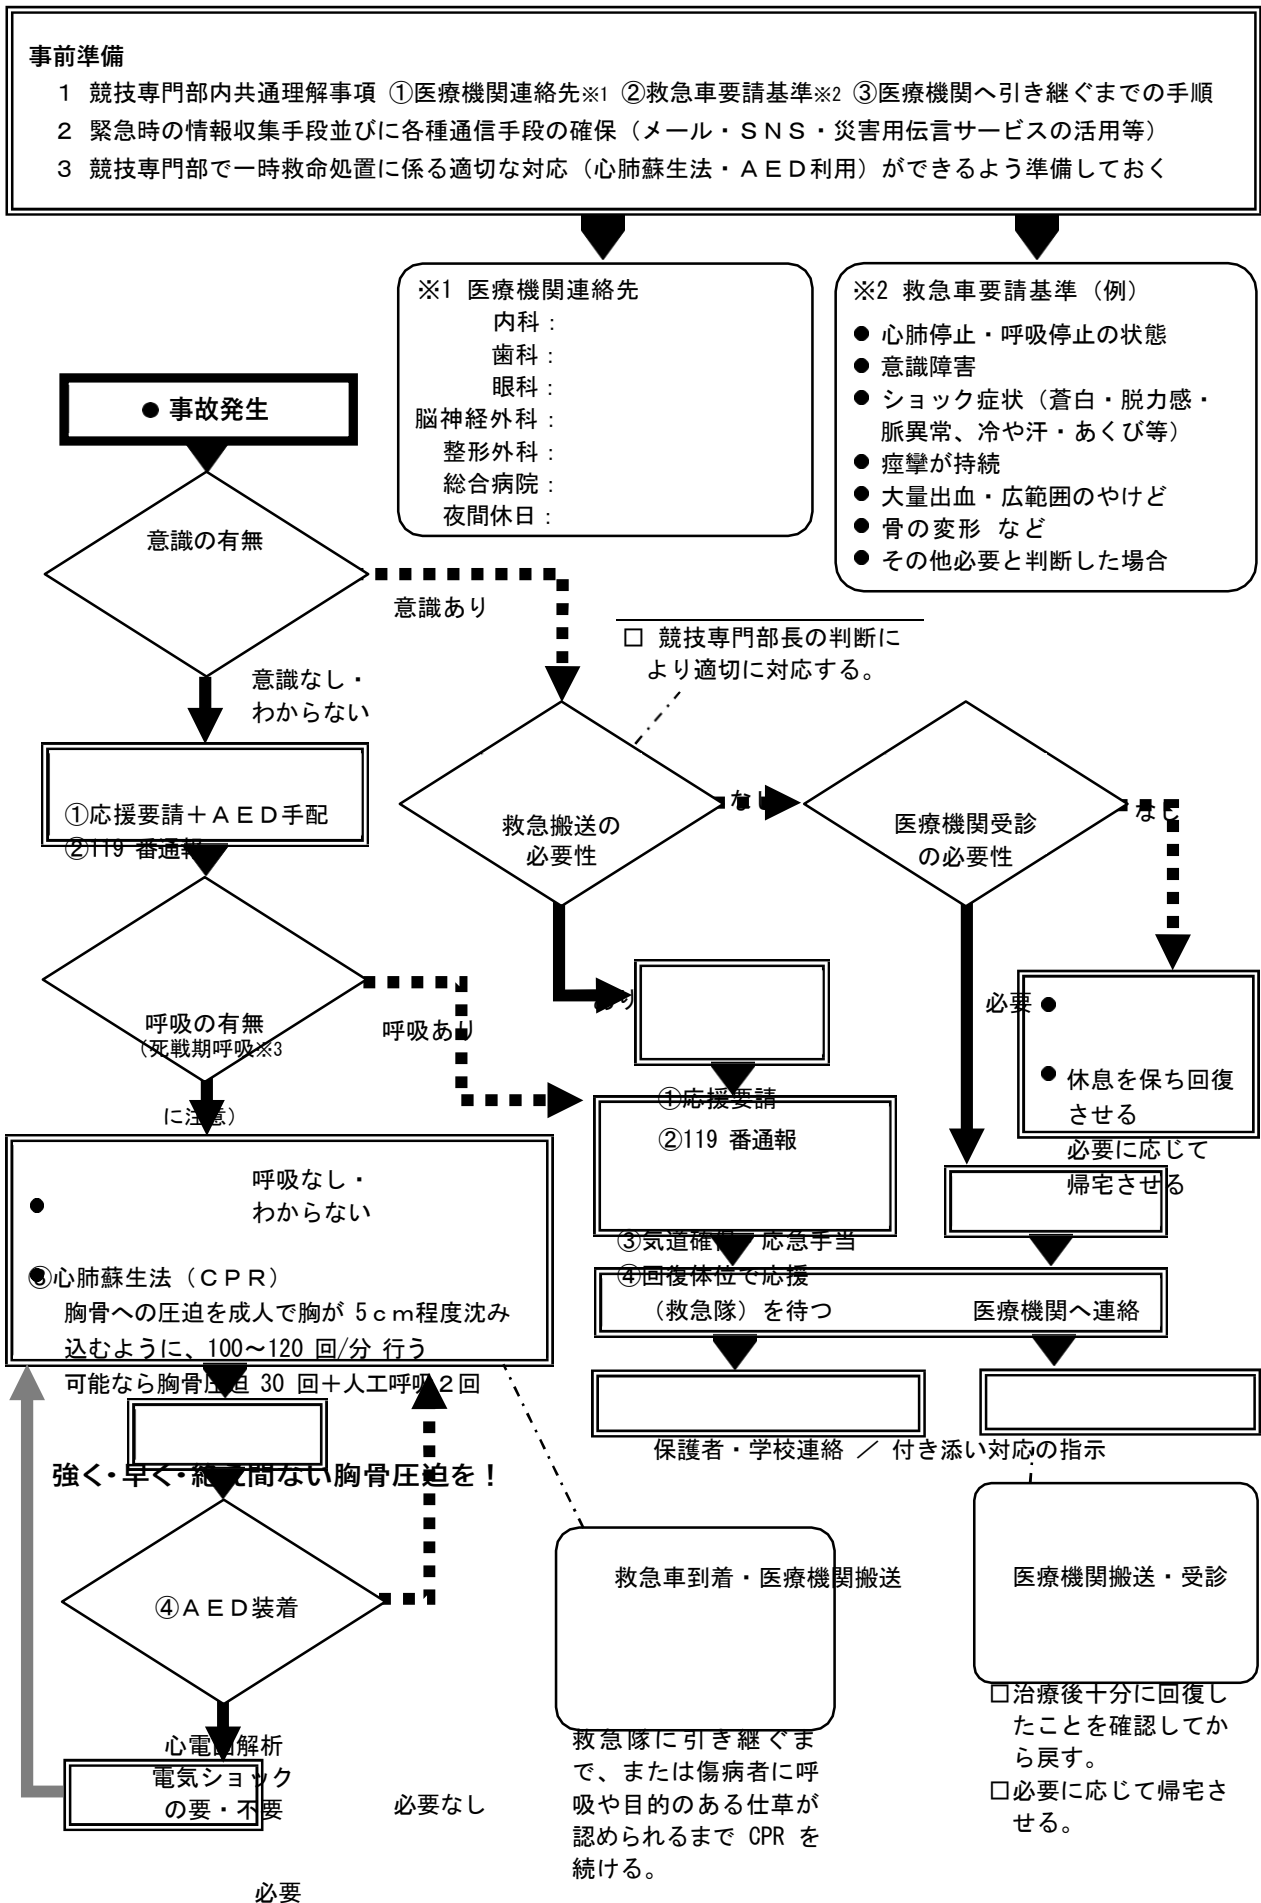 事前準備
1 競技専門部内共通理解事項 ①医療機関連絡先※1 ②救急車要請基準※2 ③医療機関へ引き継ぐまでの手順
2 緊急時の情報収集手段並びに各種通信手段の確保（メール・ＳＮＳ・災害用伝言サービスの活用等）
3 競技専門部で一時救命処置に係る適切な対応（心肺蘇生法・ＡＥＤ利用）ができるよう準備しておく
※1 医療機関連絡先
内科：
歯科：
眼科：
脳神経外科：
整形外科：
総合病院：
夜間休日：
※2 救急車要請基準（例）
● 心肺停止・呼吸停止の状態
● 意識障害
● ショック症状（蒼白・脱力感・
脈異常、冷や汗・あくび等）
● 痙攣が持続
● 大量出血・広範囲のやけど
● 骨の変形 など
● その他必要と判断した場合
● 事故発生
意識の有無
意識あり
意識なし・
わからない
□ 競技専門部長の判断に
より適切に対応する。
①応援要請＋ＡＥＤ手配
②119 番通報
救急搬送の
必要性
なし
医療機関受診
の必要性
なし
呼吸の有無
（死戦期呼吸※3
に注意）
呼吸あり
あり
必要
● 休息を保ち回復
させる
必要に応じて
帰宅させる
①応援要請
②119 番通報
呼吸なし・
わからない
③気道確保 応急手当
④回復体位で応援
（救急隊）を待つ
医療機関へ連絡
③心肺蘇生法（ＣＰＲ）
胸骨への圧迫を成人で胸が 5ｃｍ程度沈み
込むように、100～120 回/分 行う
可能なら胸骨圧迫 30 回＋人工呼吸２回
保護者・学校連絡 ／ 付き添い対応の指示
強く・早く・絶え間ない胸骨圧迫を！
救急車到着・医療機関搬送
医療機関搬送・受診
④ＡＥＤ装着
□治療後十分に回復し
たことを確認してか
ら戻す。
□必要に応じて帰宅さ
せる。
救急隊に引き継ぐま
で、または傷病者に呼
吸や目的のある仕草が
認められるまで CPR を
続ける。
心電図解析
電気ショック
の要・不要
必要なし
必要